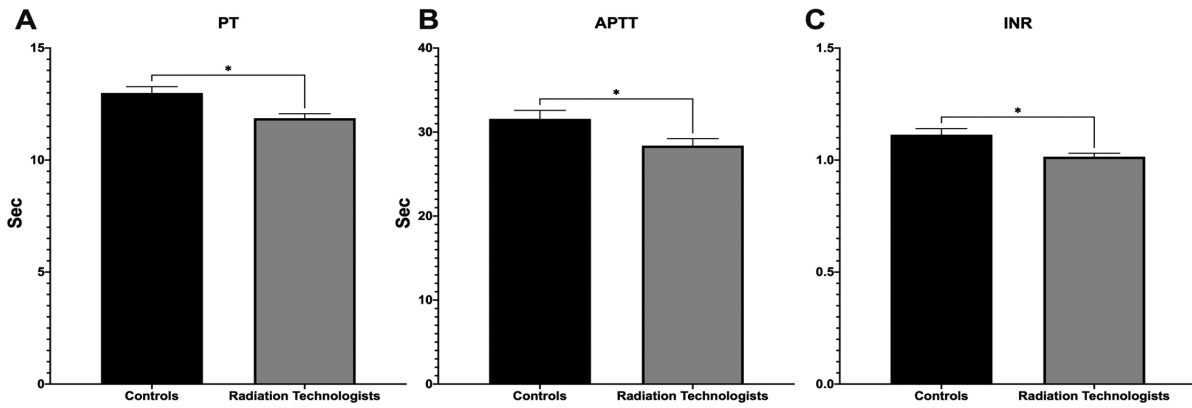 A
PT
15
10
5
0
Sec
*
Controls
Radiation Technologists
B
APTT
40
30
20
10
0
Sec
*
Controls
Radiation Technologists
C
INR
1.5
1.0
0.5
0.0
*
Controls
Radiation Technologists